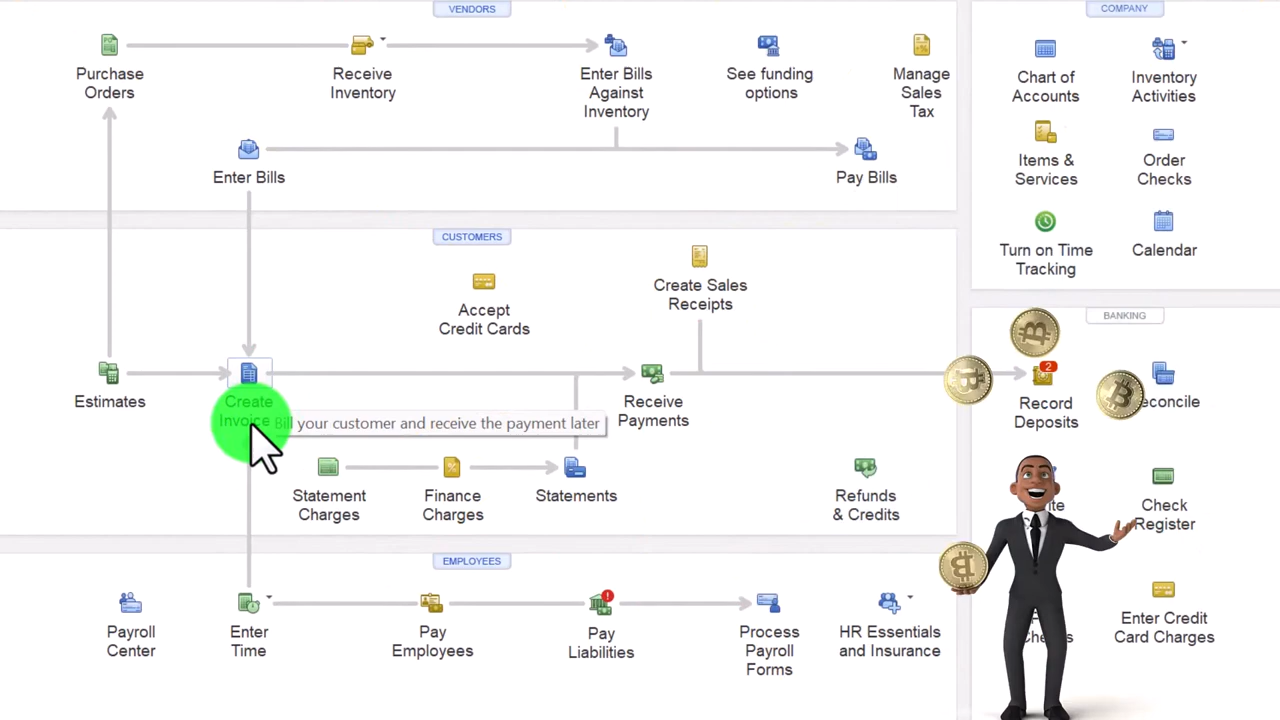 VENDORS
Purchase
Orders
Receive
Inventory
Enter Bills
Against
Inventory
See funding
options
Manage
Sales
Tax
Enter Bills
Pay Bills
COMPANY
Chart of
Accounts
Inventory
Activities
Items &
Services
Order
Checks
Turn on Time
Tracking
Calendar
CUSTOMERS
Accept
Credit Cards
Create Sales
Receipts
Estimates
Create
Invoice
Bill your customer and receive the payment later
Receive
Payments
Statement
Charges
Finance
Charges
Statements
Refunds
& Credits
BANKING
2
Record
Deposits
Check
Register
Enter Credit
Card Charges
EMPLOYEES
Payroll
Center
Enter
Time
Pay
Employees
Pay
Liabilities
Process
Payroll
Forms
HR Essentials
and Insurance